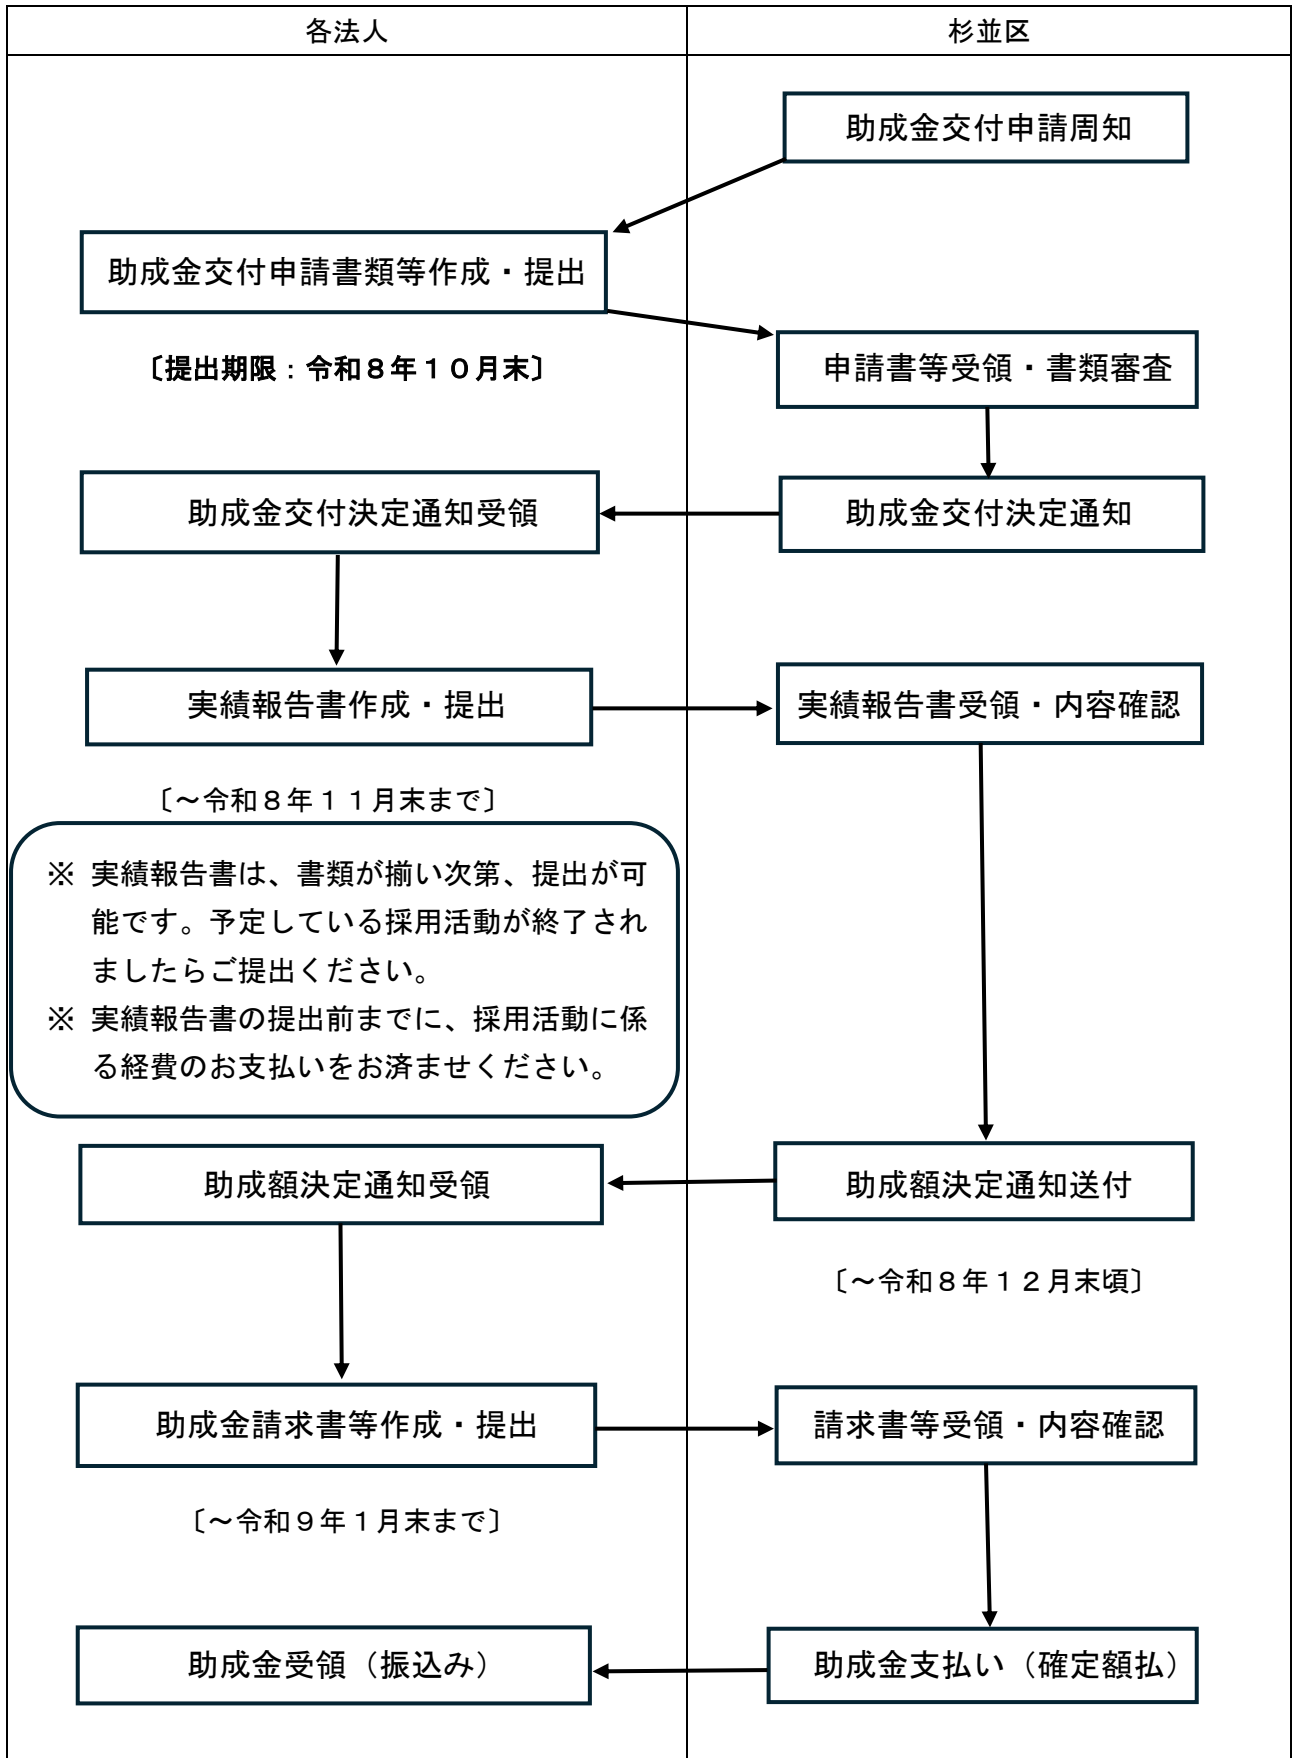 各法人
杉並区
助成金交付申請周知
助成金交付申請書類等作成・提出
〔提出期限：令和８年１０月末〕
申請書等受領・書類審査
助成金交付決定通知受領
助成金交付決定通知
実績報告書作成・提出
実績報告書受領・内容確認
〔～令和８年１１月末まで〕
※ 実績報告書は、書類が揃い次第、提出が可
能です。予定している採用活動が終了され
ましたらご提出ください。
※ 実績報告書の提出前までに、採用活動に係
る経費のお支払いをお済ませください。
助成額決定通知受領
助成額決定通知送付
〔～令和８年１２月末頃〕
助成金請求書等作成・提出
請求書等受領・内容確認
〔～令和９年１月末まで〕
助成金受領（振込み）
助成金支払い（確定額払）